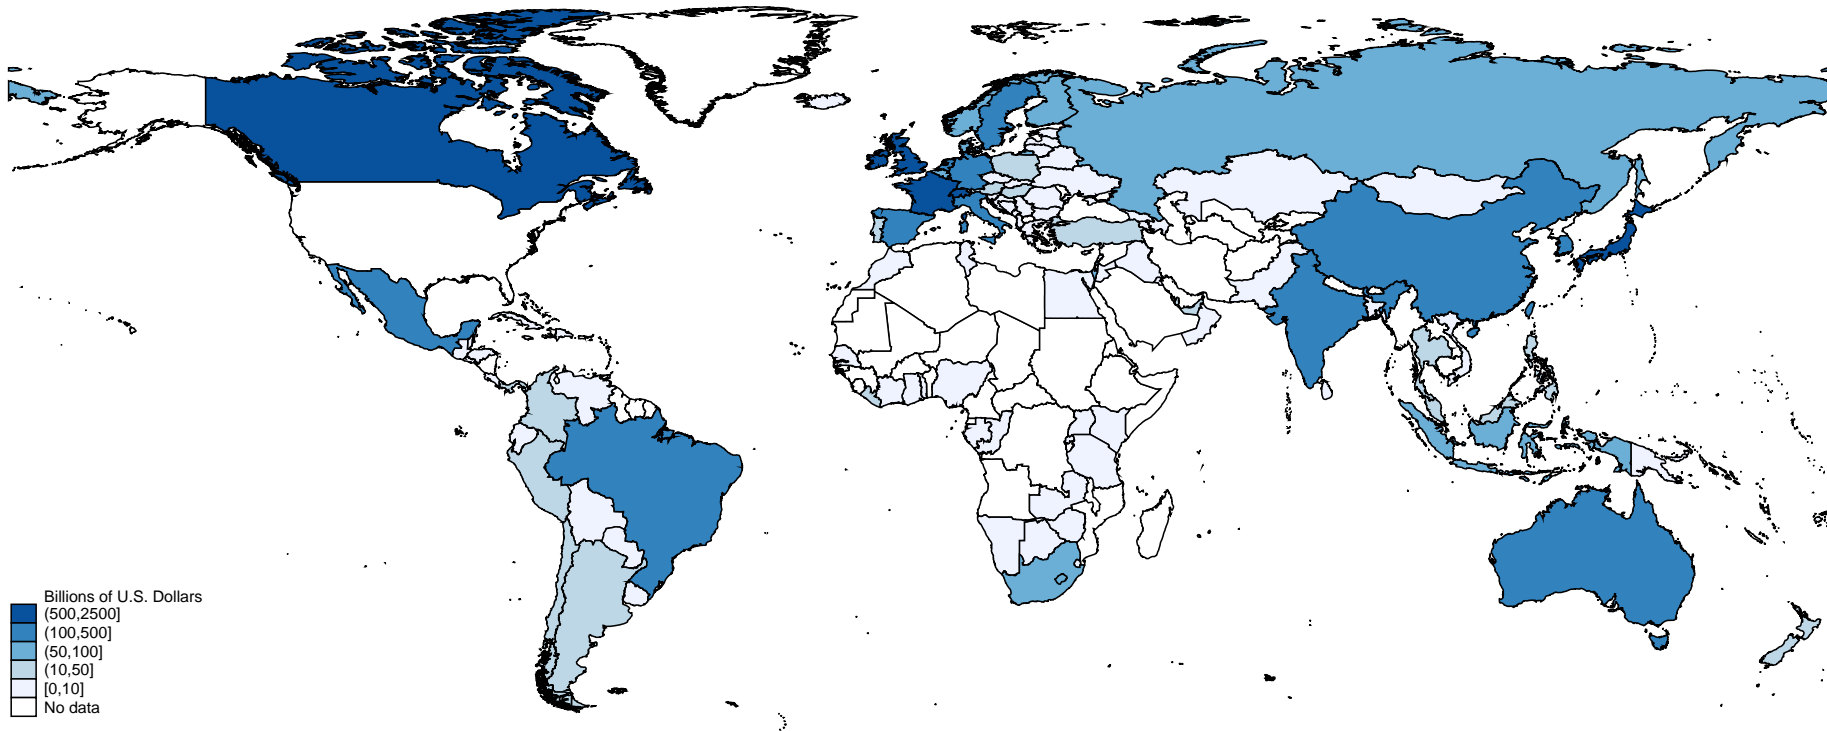 Billions of U.S. Dollars
(500,2500]
(100,500]
(50,100]
(10,50]
[0,10]
No data